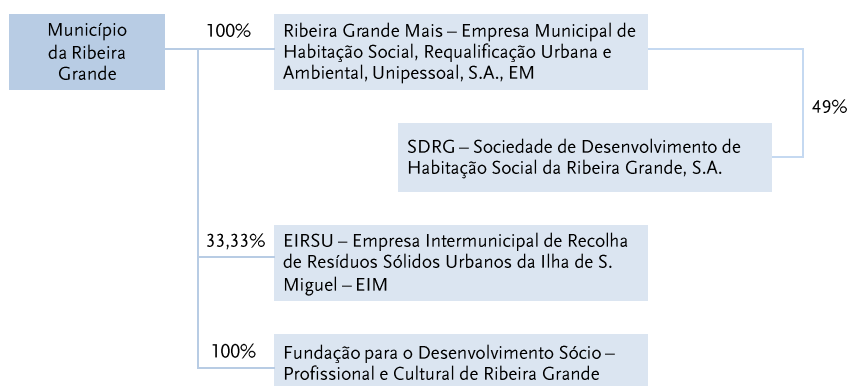 Município
da Ribeira
Grande
100%
Ribeira Grande Mais – Empresa Municipal de
Habitação Social, Requalificação Urbana e
Ambiental, Unipessoal, S.A., EM
49%
SDRG – Sociedade de Desenvolvimento de
Habitação Social da Ribeira Grande, S.A.
33,33%
EIRSU – Empresa Intermunicipal de Recolha
de Resíduos Sólidos Urbanos da Ilha de S.
Miguel – EIM
100%
Fundação para o Desenvolvimento Sócio –
Profissional e Cultural de Ribeira Grande